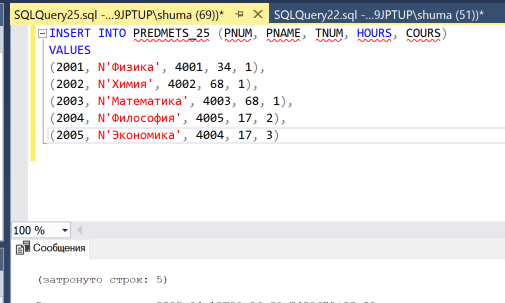 SQLQuery25.sql -...9JPTUP\shuma (69))* SQLQuery22.sql -...9JPTUP\shuma (51))*
INSERT INTO PREDMETS_25 (PNUM, PNAME, TNUM, HOURS, COURS)
VALUES
(2001, N'Физика', 4001, 34, 1),
(2002, N'Химия', 4002, 68, 1),
(2003, N'Математика', 4003, 68, 1),
(2004, N'Философия', 4005, 17, 2),
(2005, N'Экономика', 4004, 17, 3)
100 %
Сообщения
(затронуто строк: 5)